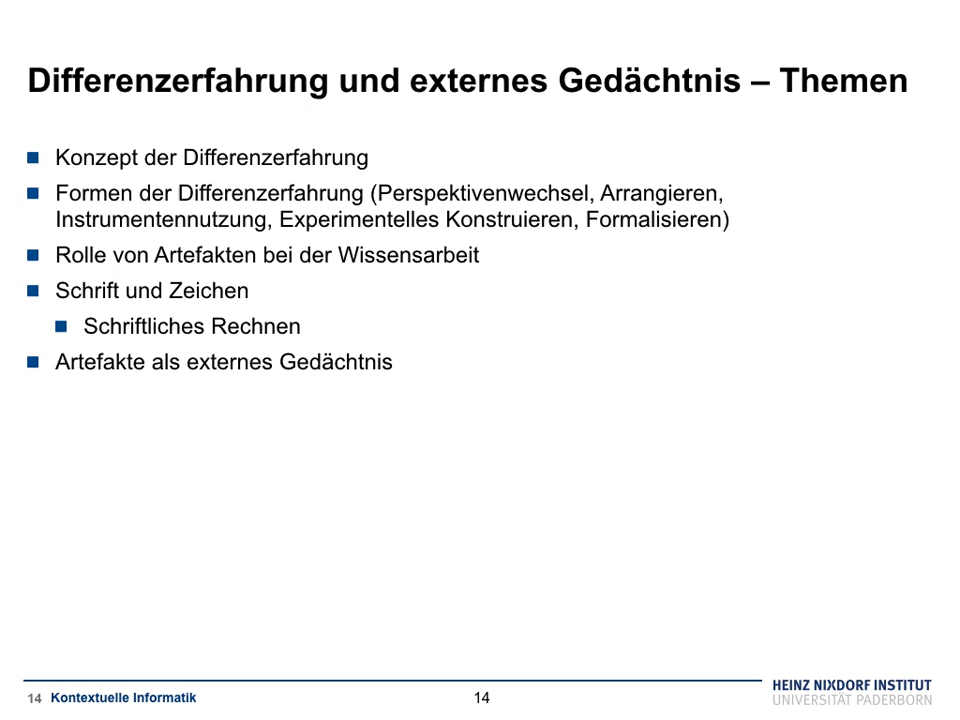 Differenzerfahrung und externes Gedächtnis – Themen
Konzept der Differenzerfahrung
Formen der Differenzerfahrung (Perspektivenwechsel, Arrangieren,
Instrumentennutzung, Experimentelles Konstruieren, Formalisieren)
Rolle von Artefakten bei der Wissensarbeit
Schrift und Zeichen
Schriftliches Rechnen
Artefakte als externes Gedächtnis
14 Kontextuelle Informatik
14
HEINZ NIXDORF INSTITUT
UNIVERSITÄT PADERBORN